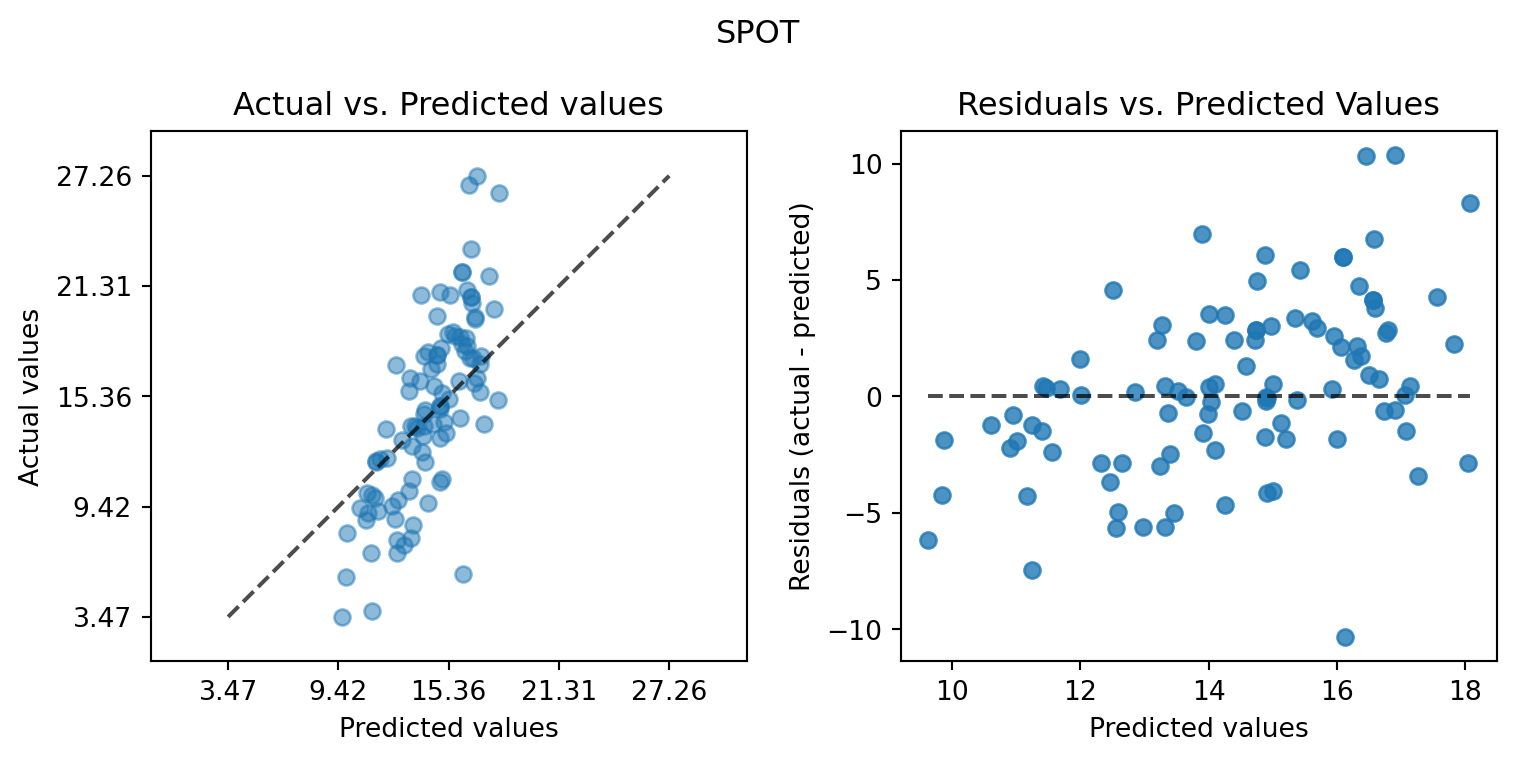 SPOT
Actual vs. Predicted values
Actual values
27.26
21.31
15.36
9.42
3.47
3.47 9.42 15.36 21.31 27.26
Predicted values
Residuals vs. Predicted Values
Residuals (actual - predicted)
10
5
0
−5
−10
10 12 14 16 18
Predicted values